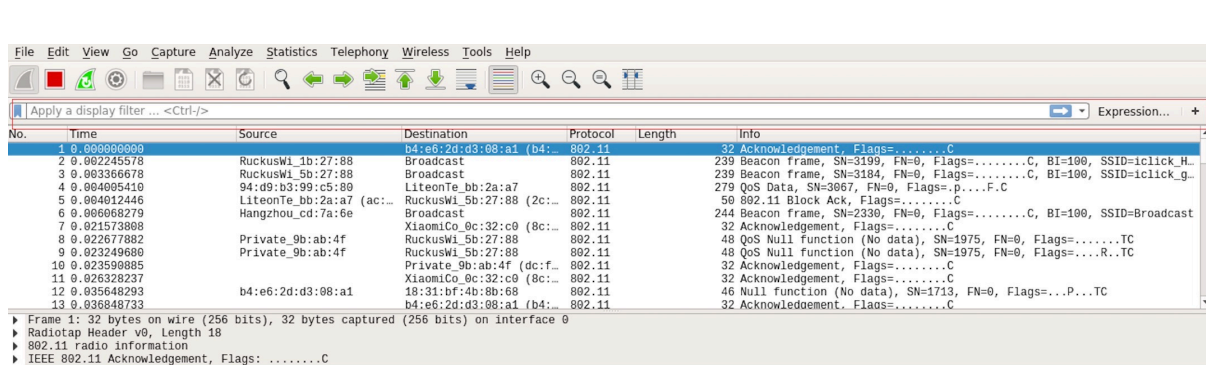 File Edit View Go Capture Analyze Statistics Telephony Wireless Tools Help
Apply a display filter ... <Ctrl-/> Expression... +
No. Time Source Destination Protocol Length Info
1 0.000000000 b4:e6:2d:d3:08:a1 (b4:… 802.11 32 Acknowledgement, Flags=........C
2 0.002245578 RuckusWi_1b:27:88 Broadcast 802.11 239 Beacon frame, SN=3199, FN=0, Flags=........C, BI=100, SSID=iclick_H…
3 0.003366678 RuckusWi_5b:27:88 Broadcast 802.11 239 Beacon frame, SN=3184, FN=0, Flags=........C, BI=100, SSID=iclick_g…
4 0.004005410 94:d9:b3:99:c5:80 LiteonTe_bb:2a:a7 802.11 279 QoS Data, SN=3067, FN=0, Flags=.p....F.C
5 0.004012446 LiteonTe_bb:2a:a7 (ac:… RuckusWi_5b:27:88 (2c:… 802.11 50 802.11 Block Ack, Flags=........C
6 0.006068279 Hangzhou_cd:7a:6e Broadcast 802.11 244 Beacon frame, SN=2330, FN=0, Flags=........C, BI=100, SSID=Broadcast
7 0.021573808 XiaomiCo_0c:32:c0 (8c:… 802.11 32 Acknowledgement, Flags=........C
8 0.022677882 Private_9b:ab:4f RuckusWi_5b:27:88 802.11 48 QoS Null function (No data), SN=1975, FN=0, Flags=.......TC
9 0.023249680 Private_9b:ab:4f RuckusWi_5b:27:88 802.11 48 QoS Null function (No data), SN=1975, FN=0, Flags=....R..TC
10 0.023590885 Private_9b:ab:4f (dc:f… 802.11 32 Acknowledgement, Flags=........C
11 0.026328237 XiaomiCo_0c:32:c0 (8c:… 802.11 32 Acknowledgement, Flags=........C
12 0.035648293 b4:e6:2d:d3:08:a1 18:31:bf:4b:8b:68 802.11 46 Null function (No data), SN=1713, FN=0, Flags=...P...TC
13 0.036848733 b4:e6:2d:d3:08:a1 (b4:… 802.11 32 Acknowledgement, Flags=........C
Frame 1: 32 bytes on wire (256 bits), 32 bytes captured (256 bits) on interface 0
Radiotap Header v0, Length 18
802.11 radio information
IEEE 802.11 Acknowledgement, Flags: ........C